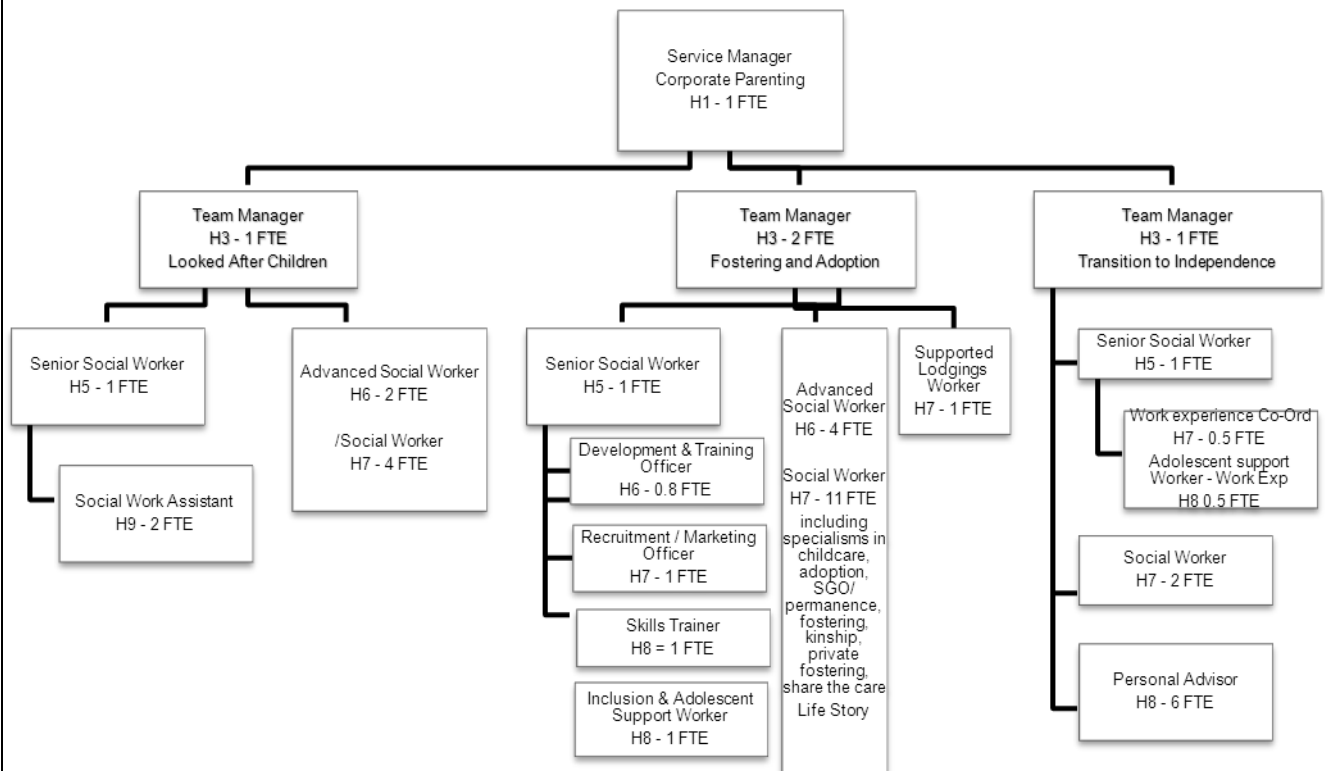 Service Manager
Corporate Parenting
H1 - 1 FTE
Team Manager
H3 - 1 FTE
Looked After Children
Team Manager
H3 - 2 FTE
Fostering and Adoption
Team Manager
H3 - 1 FTE
Transition to Independence
Senior Social Worker
H5 - 1 FTE
Social Work Assistant
H9 - 2 FTE
Advanced Social Worker
H6 - 2 FTE
/Social Worker
H7 - 4 FTE
Senior Social Worker
H5 - 1 FTE
Development & Training
Officer
H6 - 0.8 FTE
Recruitment / Marketing
Officer
H7 - 1 FTE
Skills Trainer
H8 = 1 FTE
Inclusion & Adolescent
Support Worker
H8 - 1 FTE
Advanced
Social Worker
H6 - 4 FTE
Social Worker
H7 - 11 FTE
including
specialisms in
childcare,
adoption,
SGO/
permanence,
fostering,
kinship,
private
fostering,
share the care
Life Story
Supported
Lodgings
Worker
H7 - 1 FTE
Senior Social Worker
H5 - 1 FTE
Work experience Co-Ord
H7 - 0.5 FTE
Adolescent support
Worker - Work Exp
H8 0.5 FTE
Social Worker
H7 - 2 FTE
Personal Advisor
H8 - 6 FTE